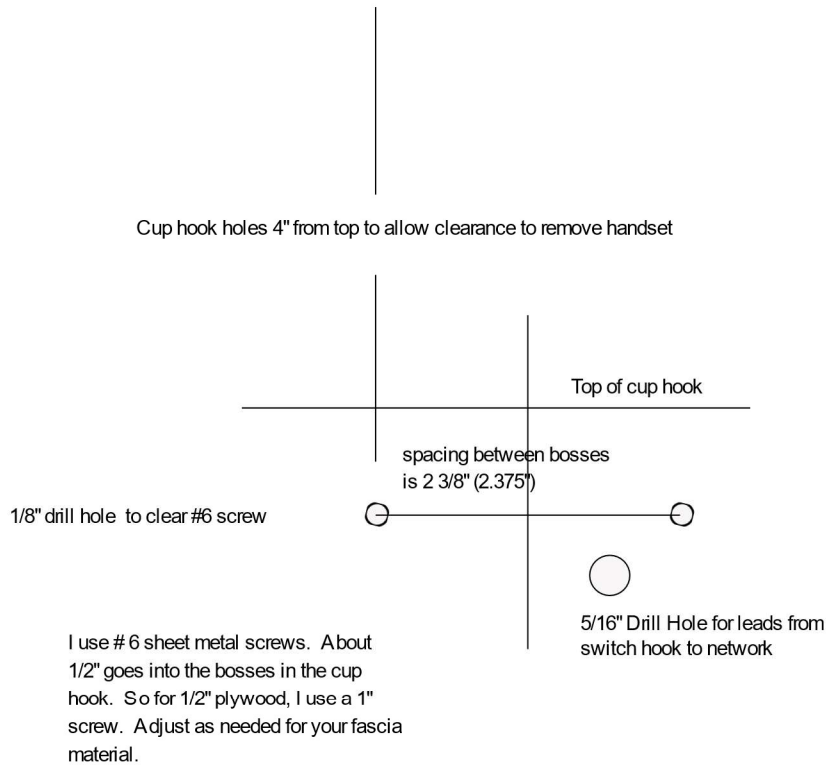 Cup hook holes 4" from top to allow clearance to remove handset
Top of cup hook
spacing between bosses
is 2 3/8" (2.375")
1/8" drill hole to clear #6 screw
5/16" Drill Hole for leads from
switch hook to network
I use # 6 sheet metal screws. About
1/2" goes into the bosses in the cup
hook. So for 1/2" plywood, I use a 1"
screw. Adjust as needed for your fascia
material.